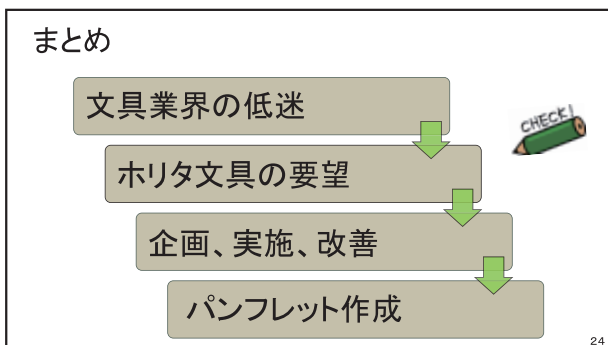 まとめ
文具業界の低迷
CHECK!
ホリタ文具の要望
企画、実施、改善
パンフレット作成
24